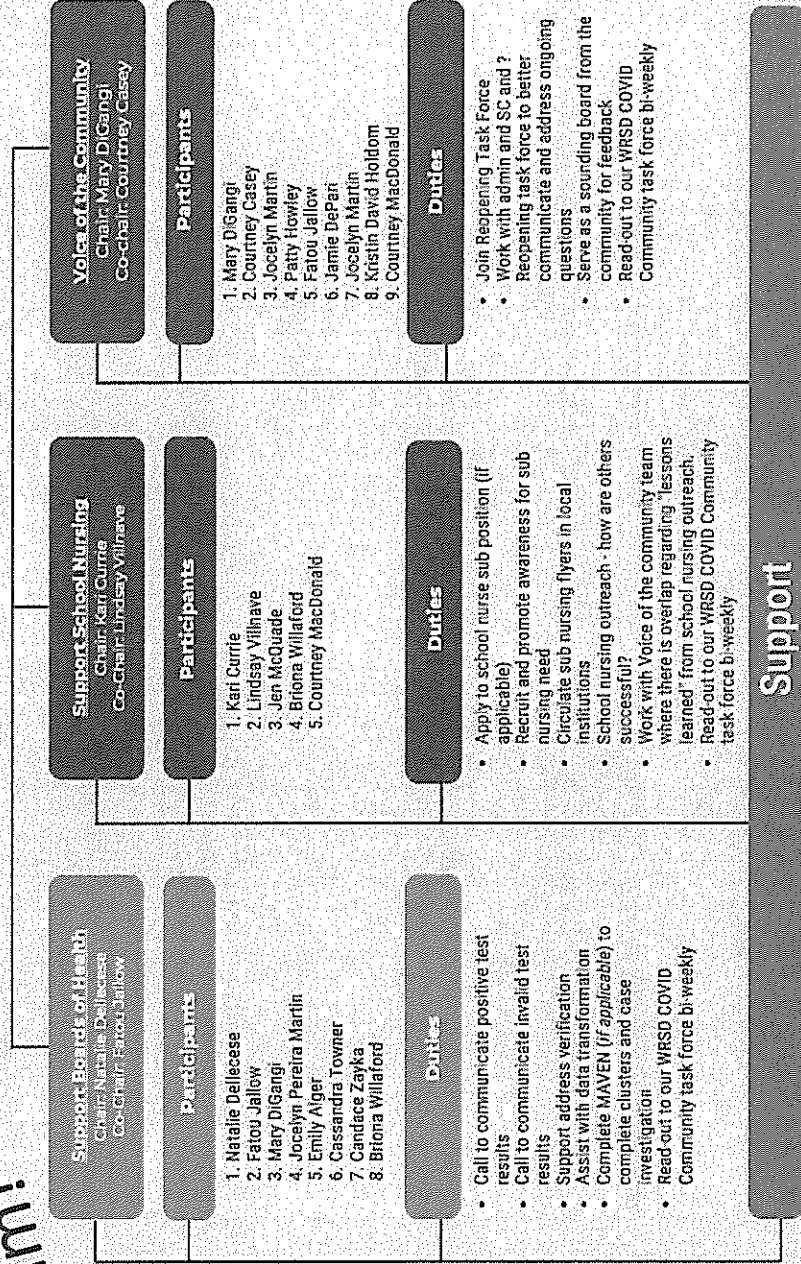 Support Boards of Health
Chair: Natalie Dellecese
Co-Chair: Fatou Jallow
Participants
1. Natalie Dellecese
2. Fatou Jallow
3. Mary DiGangi
4. Jocelyn Pereira Martin
5. Emily Alger
6. Cassandra Towner
7. Candace Zayka
8. Briona Willaford
Duties
• Call to communicate positive test
results
• Call to communicate invalid test
results
• Support address verification
• Assist with data transformation
• Complete MAVEN (if applicable) to
complete clusters and case
investigation
• Read-out to our WRSD COVID
Community task force bi-weekly
Support School Nursing
Chair: Kari Currie
Co-Chair: Lindsay Villnave
Participants
1. Kari Currie
2. Lindsay Villnave
3. Jen McQuade
4. Briona Willaford
5. Courtney MacDonald
Duties
• Apply to school nurse sub position (if
applicable)
• Recruit and promote awareness for sub
nursing need
• Circulate sub nursing flyers in local
institutions
• School nursing outreach - how are others
successful?
• Work with Voice of the community team
where there is overlap regarding "lessons
learned" from school nursing outreach.
• Read-out to our WRSD COVID Community
task force bi-weekly
Voice of the Community
Chair: Mary DiGangi
Co-chair: Courtney Casey
Participants
1. Mary DiGangi
2. Courtney Casey
3. Jocelyn Martin
4. Patty Howley
5. Fatou Jallow
6. Jamie DePari
7. Jocelyn Martin
8. Kristin David Holdom
9. Courtney MacDonald
Duties
• Join Reopening Task Force
• Work with admin and SC and ?
Reopening task force to better
communicate and address ongoing
questions
• Serve as a sounding board from the
community for feedback
• Read-out to our WRSD COVID
Community task force bi-weekly
Support